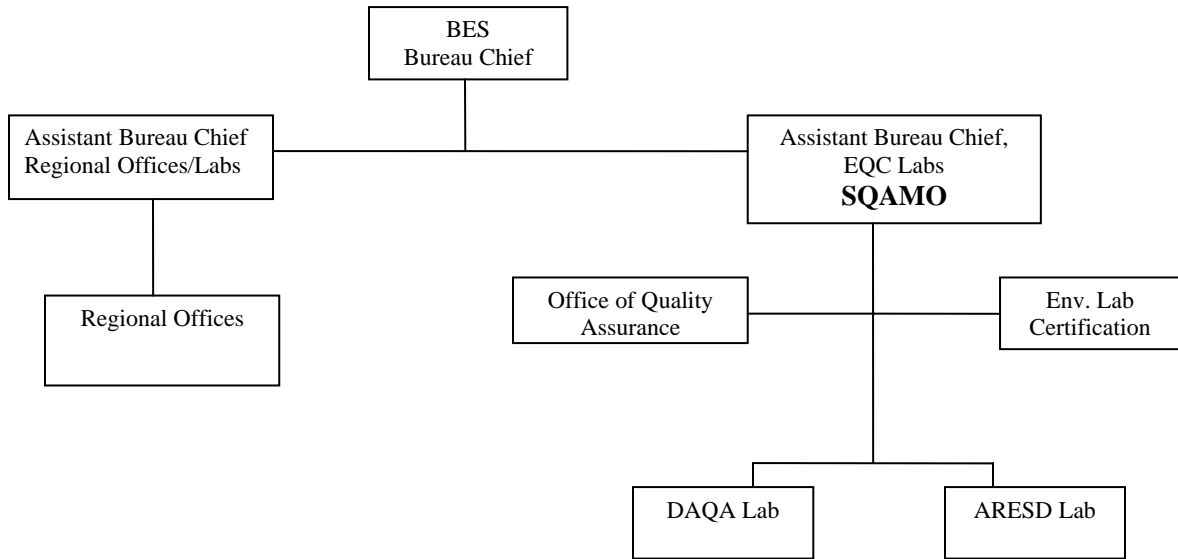 BES
Bureau Chief
Assistant Bureau Chief
Regional Offices/Labs
Assistant Bureau Chief,
EQC Labs
SQAMO
Regional Offices
Office of Quality
Assurance
Env. Lab
Certification
DAQA Lab
ARESD Lab